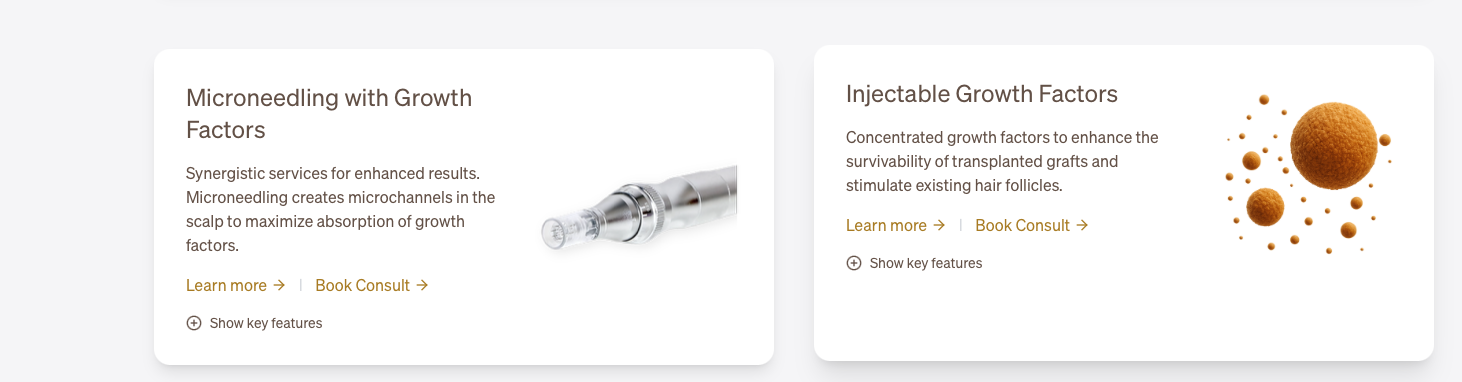 Microneedling with Growth
Factors
Synergistic services for enhanced results.
Microneedling creates microchannels in the
scalp to maximize absorption of growth
factors.
Learn more → | Book Consult →
Show key features
Injectable Growth Factors
Concentrated growth factors to enhance the
survivability of transplanted grafts and
stimulate existing hair follicles.
Learn more → | Book Consult →
Show key features